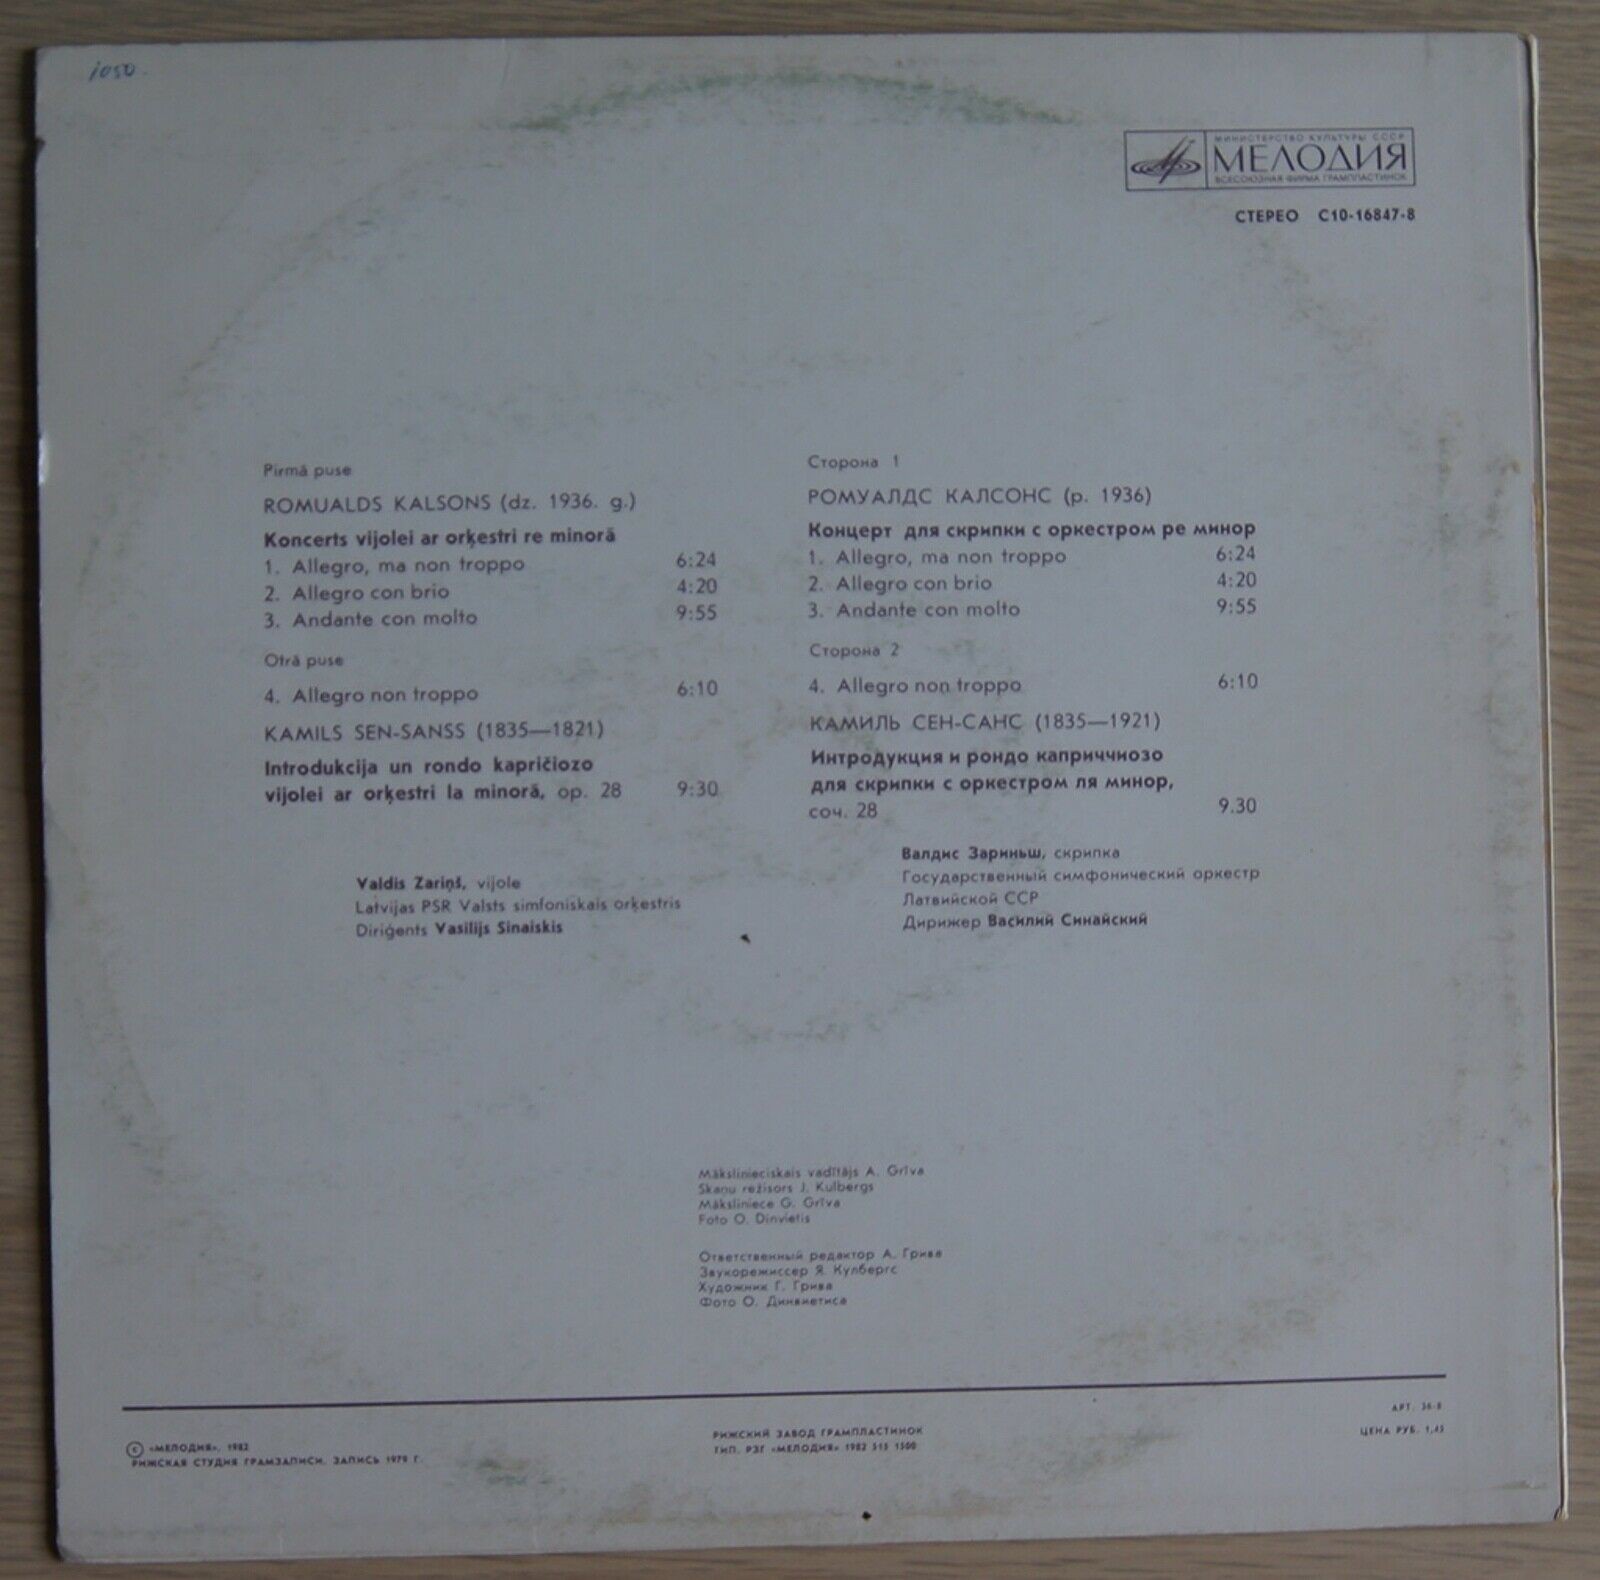 1050.
МИНИСТЕРСТВО КУЛЬТУРЫ СССР
МЕЛОДИЯ
ВСЕСОЮЗНАЯ ФИРМА ГРАМПЛАСТИНОК
СТЕРЕО С10-16847-8
Pirmā puse
ROMUALDS KALSONS (dz. 1936. g.)
Koncerts vijolei ar orķestri re minorā
1. Allegro, ma non troppo 6:24
2. Allegro con brio 4:20
3. Andante con molto 9:55
Otrā puse
4. Allegro non troppo 6:10
KAMILS SEN-SANSS (1835—1821)
Introdukcija un rondo kapričiozo
vijolei ar orķestri la minorā, op. 28 9:30
Valdis Zariņš, vijole
Latvijas PSR Valsts simfoniskais orķestris
Diriģents Vasilijs Sinaiskis
Сторона 1
РОМУАЛДС КАЛСОНС (р. 1936)
Концерт для скрипки с оркестром ре минор
1. Allegro, ma non troppo 6:24
2. Allegro con brio 4:20
3. Andante con molto 9:55
Сторона 2
4. Allegro non troppo 6:10
КАМИЛЬ СЕН-САНС (1835—1921)
Интродукция и рондо каприччиозо
для скрипки с оркестром ля минор,
соч. 28 9.30
Валдис Зариньш, скрипка
Государственный симфонический оркестр
Латвийской ССР
Дирижер Василий Синайский
Mākslinieciskais vadītājs A. Grīva
Skaņu režisors J. Kulbergs
Māksliniece G. Grīva
Foto O. Dinvietis
Ответственный редактор А. Грива
Звукорежиссер Я. Кулбергс
Художник Г. Грива
Фото О. Динвиетиса
© «МЕЛОДИЯ», 1982
РИЖСКАЯ СТУДИЯ ГРАМЗАПИСИ. ЗАПИСЬ 1979 Г.
РИЖСКИЙ ЗАВОД ГРАМПЛАСТИНОК
ТИП. РЗГ «МЕЛОДИЯ» 1982 515 1500
АРТ. 36-8
ЦЕНА РУБ. 1,45